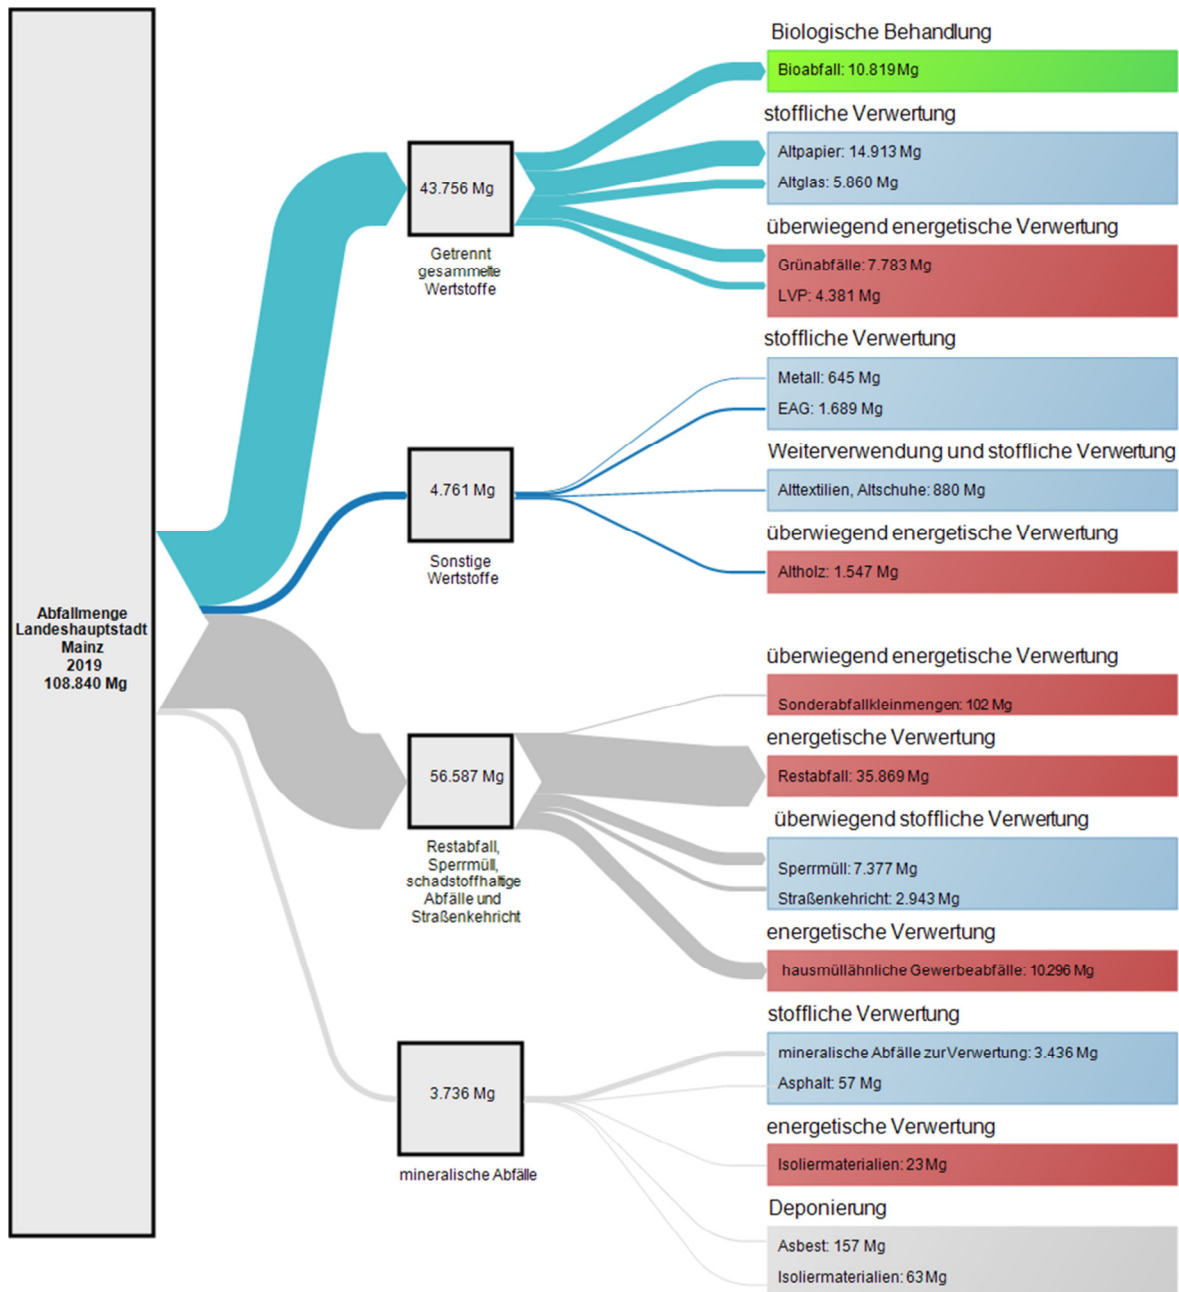 Abfallmenge
Landeshauptstadt
Mainz
2019
108.840 Mg
43.756 Mg
Getrennt
gesammelte
Wertstoffe
Biologische Behandlung
Bioabfall: 10.819 Mg
stoffliche Verwertung
Altpapier: 14.913 Mg
Altglas: 5.860 Mg
überwiegend energetische Verwertung
Grünabfälle: 7.783 Mg
LVP: 4.381 Mg
4.761 Mg
Sonstige
Wertstoffe
stoffliche Verwertung
Metall: 645 Mg
EAG: 1.689 Mg
Weiterverwendung und stoffliche Verwertung
Alttextilien, Altschuhe: 880 Mg
überwiegend energetische Verwertung
Altholz: 1.547 Mg
56.587 Mg
Restabfall,
Sperrmüll,
schadstoffhaltige
Abfälle und
Straßenkehricht
überwiegend energetische Verwertung
Sonderabfallkleinmengen: 102 Mg
energetische Verwertung
Restabfall: 35.869 Mg
überwiegend stoffliche Verwertung
Sperrmüll: 7.377 Mg
Straßenkehricht: 2.943 Mg
energetische Verwertung
hausmüllähnliche Gewerbeabfälle: 10.296 Mg
3.736 Mg
mineralische Abfälle
stoffliche Verwertung
mineralische Abfälle zur Verwertung: 3.436 Mg
Asphalt: 57 Mg
energetische Verwertung
Isoliermaterialien: 23 Mg
Deponierung
Asbest: 157 Mg
Isoliermaterialien: 63 Mg